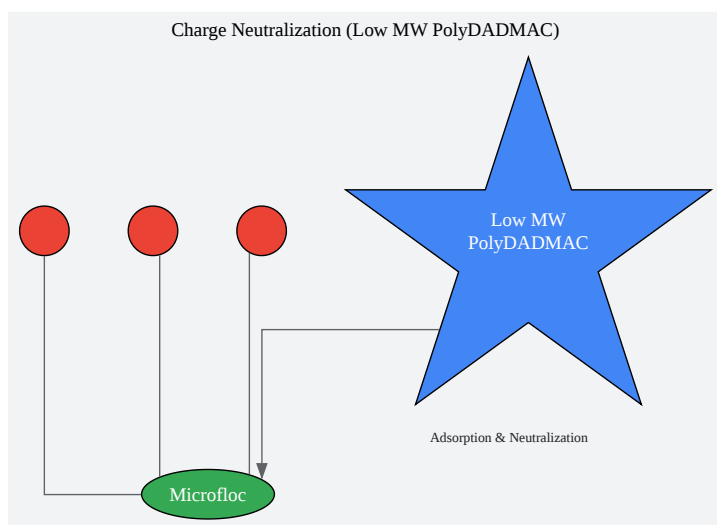 Charge Neutralization (Low MW PolyDADMAC)
Low MW
PolyDADMAC
Adsorption & Neutralization
Microfloc